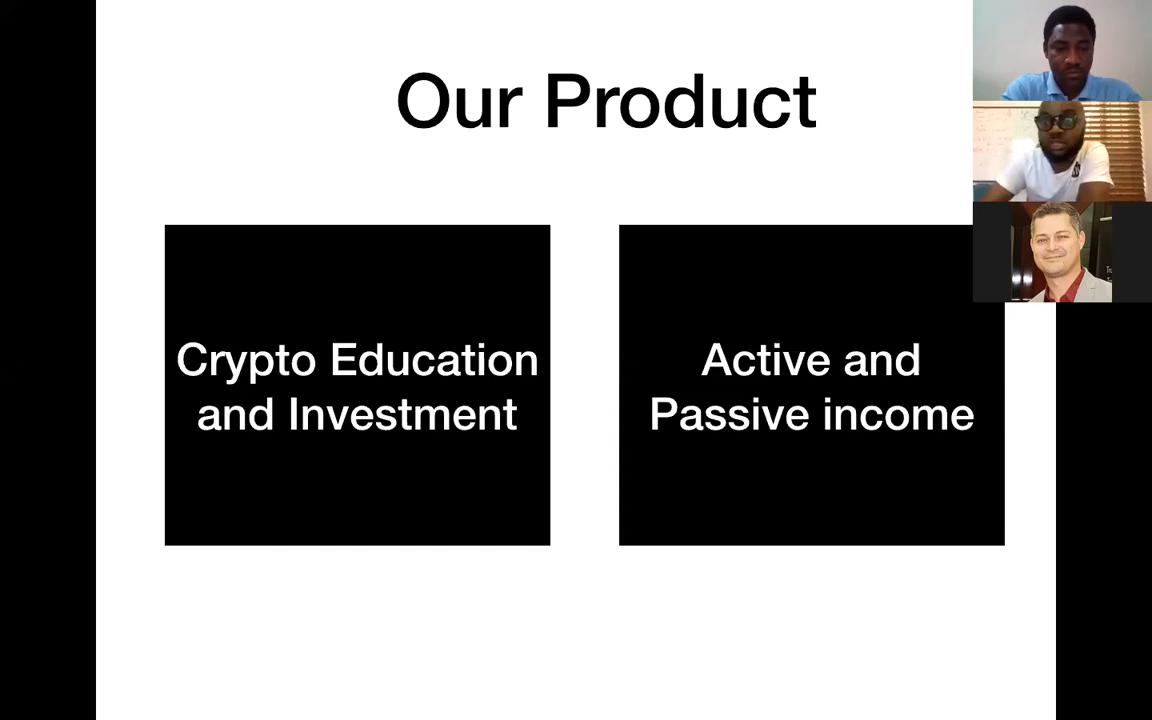 Our Product
Crypto Education
and Investment
Active and
Passive income